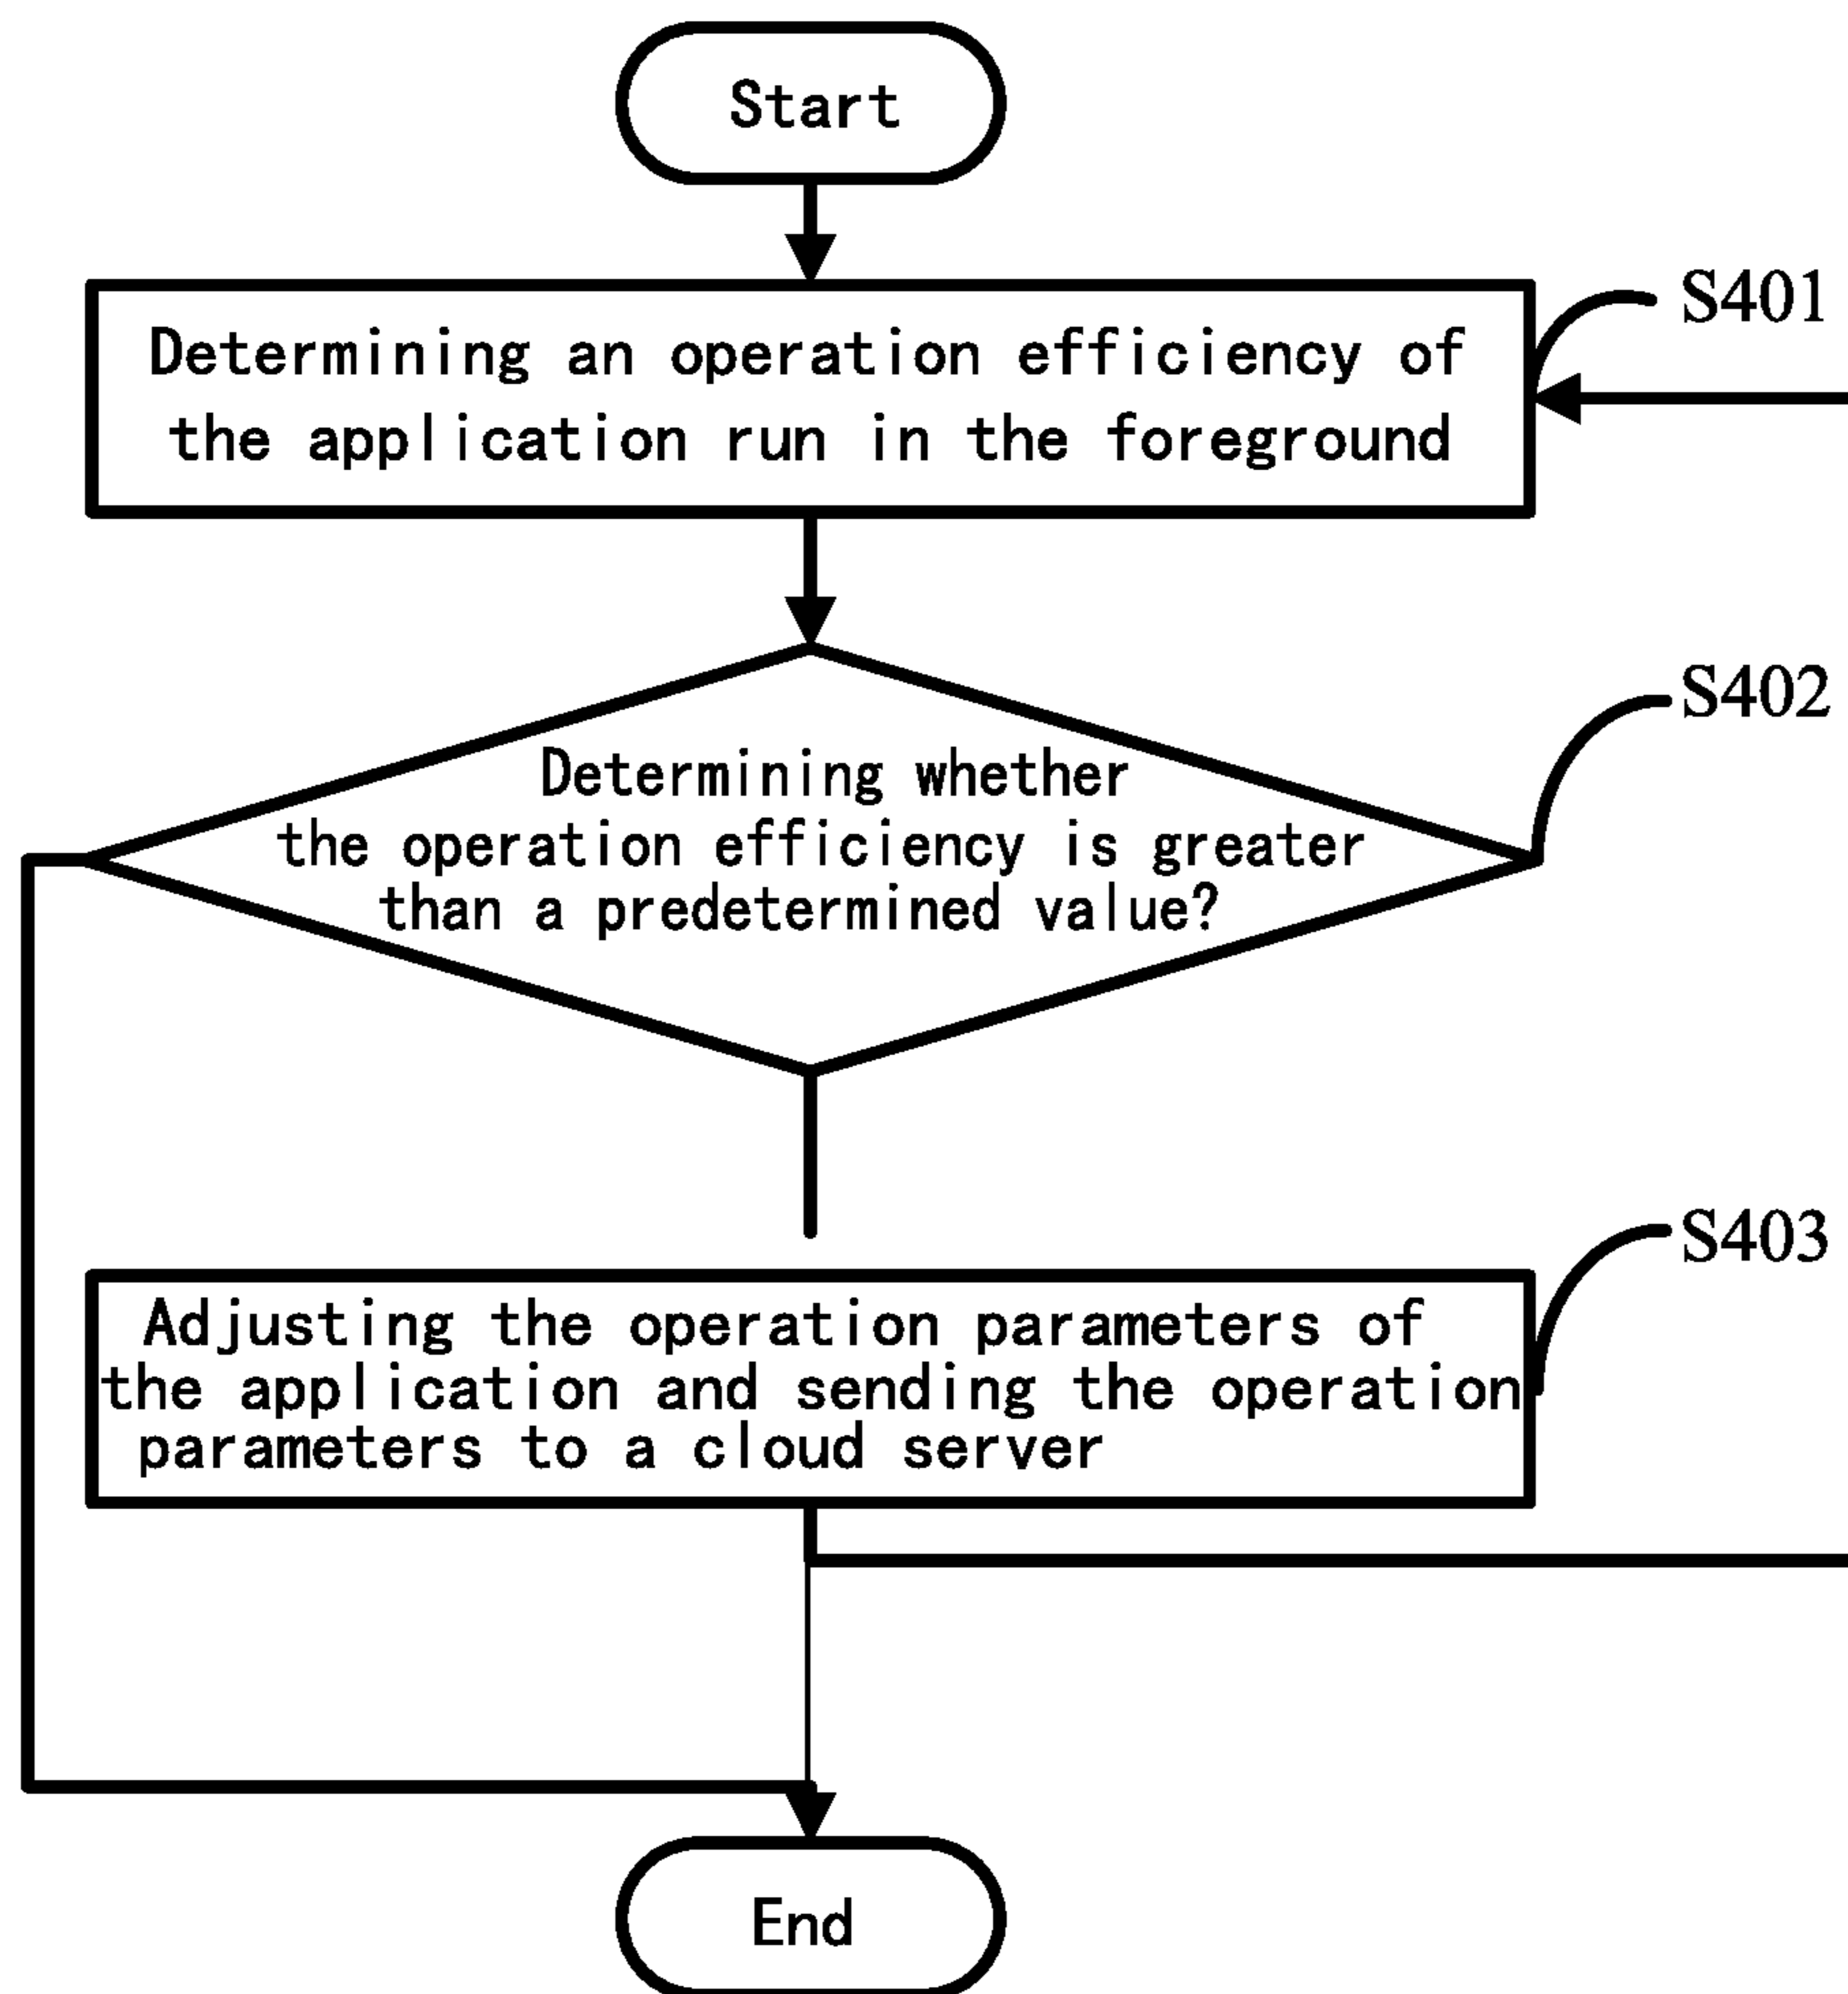 Start
S401
Determining an operation efficiency of
the application run in the foreground
S402
Determining whether
the operation efficiency is greater
than a predetermined value?
S403
Adjusting the operation parameters of
the application and sending the operation
parameters to a cloud server
End